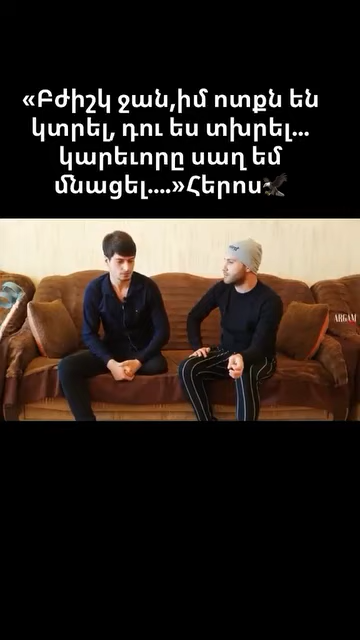 «Բժիշկ ջան,իմ ոտքն են
կտրել, դու ես տխրել...
կարեւորը սաղ եմ
մնացել....»Հերոս🦅
ARGAM